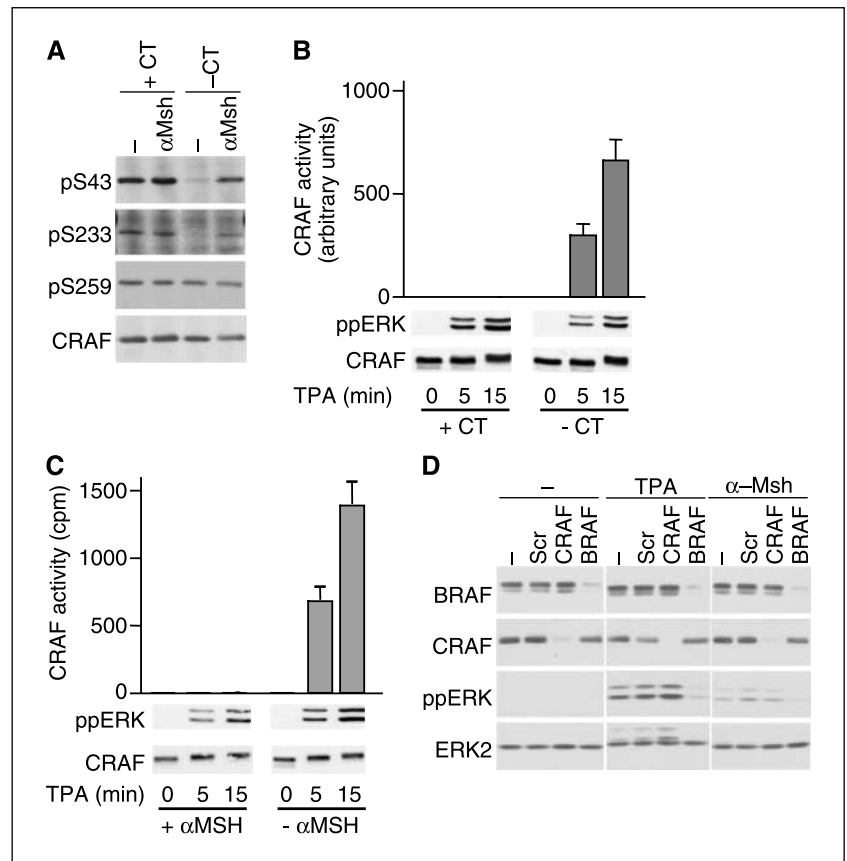 A
+ CT
–CT
–
αMsh
–
αMsh
pS43
pS233
pS259
CRAF
B
CRAF activity
(arbitrary units)
1000
500
0
ppERK
CRAF
TPA (min) 0 5 15 0 5 15
+ CT - CT
C
CRAF activity (cpm)
1500
1000
500
0
ppERK
CRAF
TPA (min) 0 5 15 0 5 15
+ αMSH - αMSH
D
– TPA α–Msh
– Scr CRAF BRAF – Scr CRAF BRAF – Scr CRAF BRAF
BRAF
CRAF
ppERK
ERK2